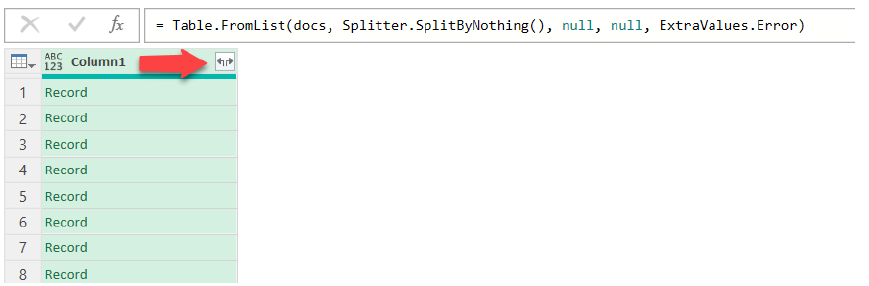 fx = Table.FromList(docs, Splitter.SplitByNothing(), null, null, ExtraValues.Error)
ABC
123 Column1
1 Record
2 Record
3 Record
4 Record
5 Record
6 Record
7 Record
8 Record